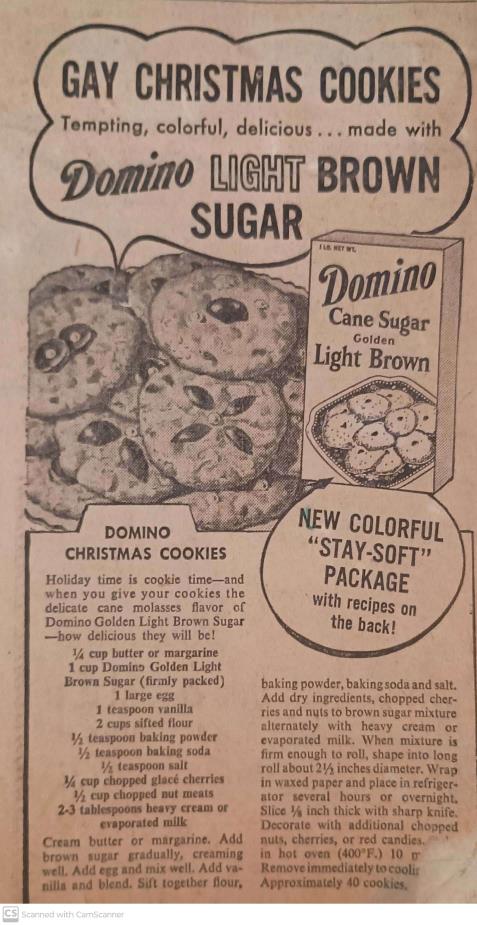 GAY CHRISTMAS COOKIES
Tempting, colorful, delicious . . . made with
Domino LIGHT BROWN
SUGAR
1 LB. NET WT.
Domino
Cane Sugar
Golden
Light Brown
NEW COLORFUL
“STAY-SOFT”
PACKAGE
with recipes on
the back!
DOMINO
CHRISTMAS COOKIES
Holiday time is cookie time—and
when you give your cookies the
delicate cane molasses flavor of
Domino Golden Light Brown Sugar
—how delicious they will be!
¼ cup butter or margarine
1 cup Domino Golden Light
Brown Sugar (firmly packed)
1 large egg
1 teaspoon vanilla
2 cups sifted flour
½ teaspoon baking powder
½ teaspoon baking soda
½ teaspoon salt
¼ cup chopped glacé cherries
½ cup chopped nut meats
2-3 tablespoons heavy cream or
evaporated milk
Cream butter or margarine. Add
brown sugar gradually, creaming
well. Add egg and mix well. Add va-
nilla and blend. Sift together flour,
baking powder, baking soda and salt.
Add dry ingredients, chopped cher-
ries and nuts to brown sugar mixture
alternately with heavy cream or
evaporated milk. When mixture is
firm enough to roll, shape into long
roll about 2½ inches diameter. Wrap
in waxed paper and place in refriger-
ator several hours or overnight.
Slice ⅛ inch thick with sharp knife.
Decorate with additional chopped
nuts, cherries, or red candies.
in hot oven (400°F.) 10
Remove immediately to
Approximately 40 cookies.
CS Scanned with CamScanner